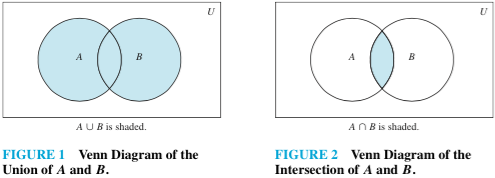 U
A
B
A ∪ B is shaded.
FIGURE 1 Venn Diagram of the
Union of A and B.
U
A
B
A ∩ B is shaded.
FIGURE 2 Venn Diagram of the
Intersection of A and B.